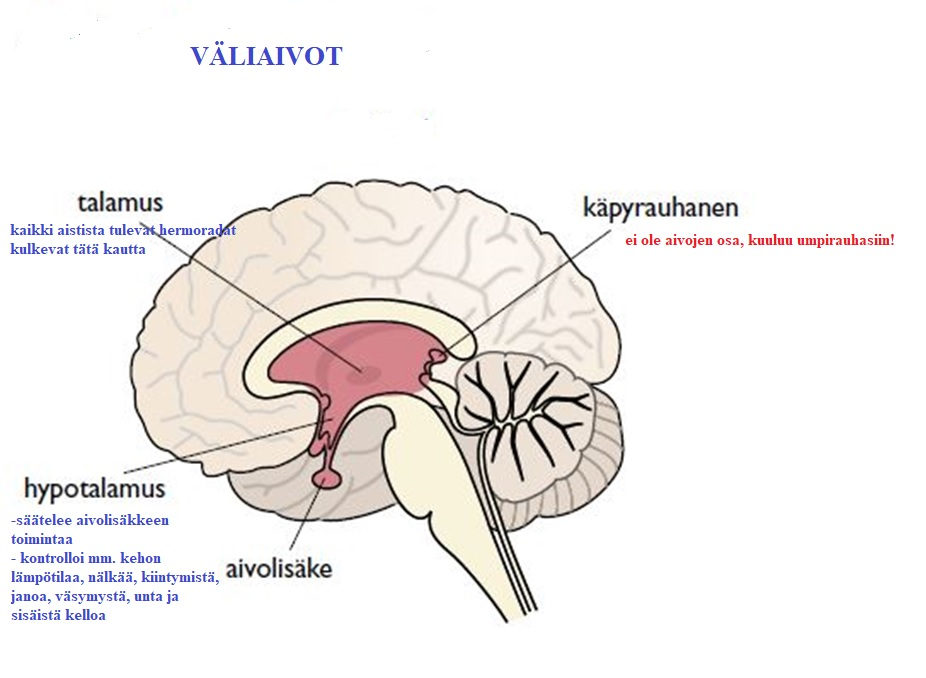 VÄLIAIVOT
talamus
kaikki aistista tulevat hermoradat
kulkevat tätä kautta
käpyrauhanen
ei ole aivojen osa, kuuluu umpirauhasiin!
hypotalamus
-säätelee aivolisäkkeen
toimintaa
- kontrolloi mm. kehon
lämpötilaa, nälkää, kiintymistä,
janoa, väsymystä, unta ja
sisäistä kelloa
aivolisäke